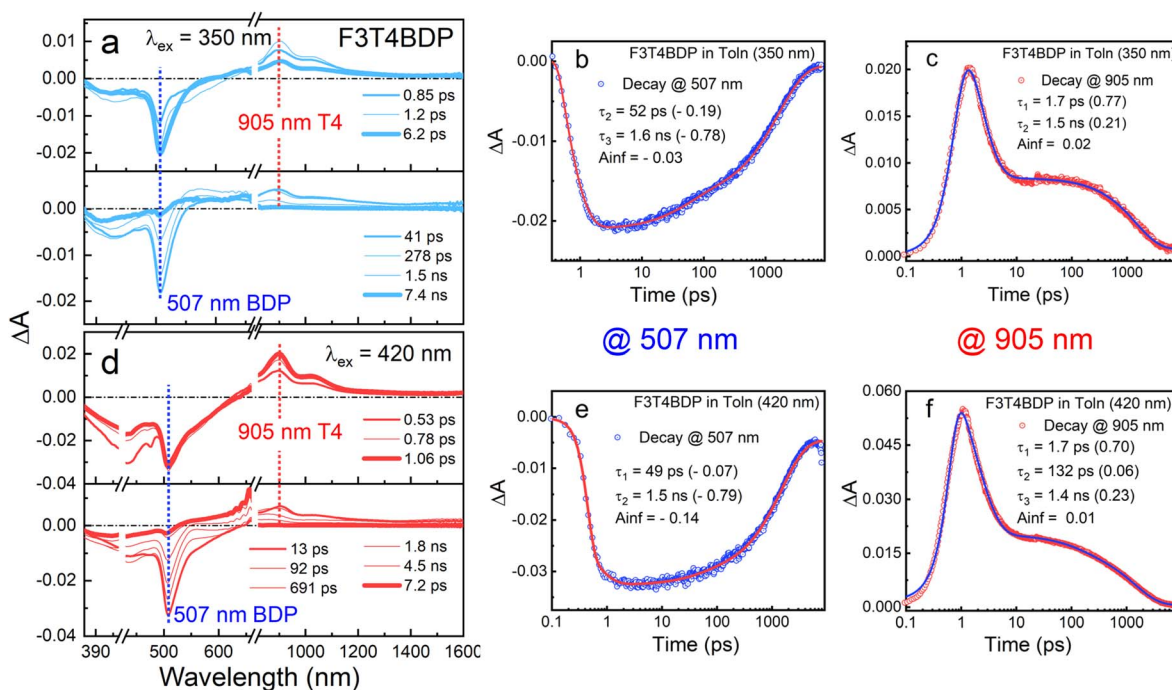 a
λex = 350 nm
F3T4BDP
0.01
0.00
-0.01
-0.02
0.85 ps
1.2 ps
6.2 ps
905 nm T4
0.00
-0.01
-0.02
41 ps
278 ps
1.5 ns
7.4 ns
507 nm BDP
ΔA
d
λex = 420 nm
0.02
0.00
-0.02
-0.04
0.53 ps
0.78 ps
1.06 ps
905 nm T4
0.00
-0.02
-0.04
13 ps
92 ps
691 ps
1.8 ns
4.5 ns
7.2 ps
507 nm BDP
390 500 600 1000 1200 1400 1600
Wavelength (nm)
b
F3T4BDP in Toln (350 nm)
Decay @ 507 nm
τ2 = 52 ps (- 0.19)
τ3 = 1.6 ns (- 0.78)
Ainf = - 0.03
0.00
-0.01
-0.02
ΔA
1 10 100 1000
Time (ps)
c
F3T4BDP in Toln (350 nm)
Decay @ 905 nm
τ1 = 1.7 ps (0.77)
τ2 = 1.5 ns (0.21)
Ainf = 0.02
0.020
0.015
0.010
0.005
0.000
ΔA
0.1 1 10 100 1000
Time (ps)
@ 507 nm
@ 905 nm
e
F3T4BDP in Toln (420 nm)
Decay @ 507 nm
τ1 = 49 ps (- 0.07)
τ2 = 1.5 ns (- 0.79)
Ainf = - 0.14
0.00
-0.01
-0.02
-0.03
ΔA
0.1 1 10 100 1000
Time (ps)
f
F3T4BDP in Toln (420 nm)
Decay @ 905 nm
τ1 = 1.7 ps (0.70)
τ2 = 132 ps (0.06)
τ3 = 1.4 ns (0.23)
Ainf = 0.01
0.060
0.045
0.030
0.015
0.000
ΔA
0.1 1 10 100 1000
Time (ps)